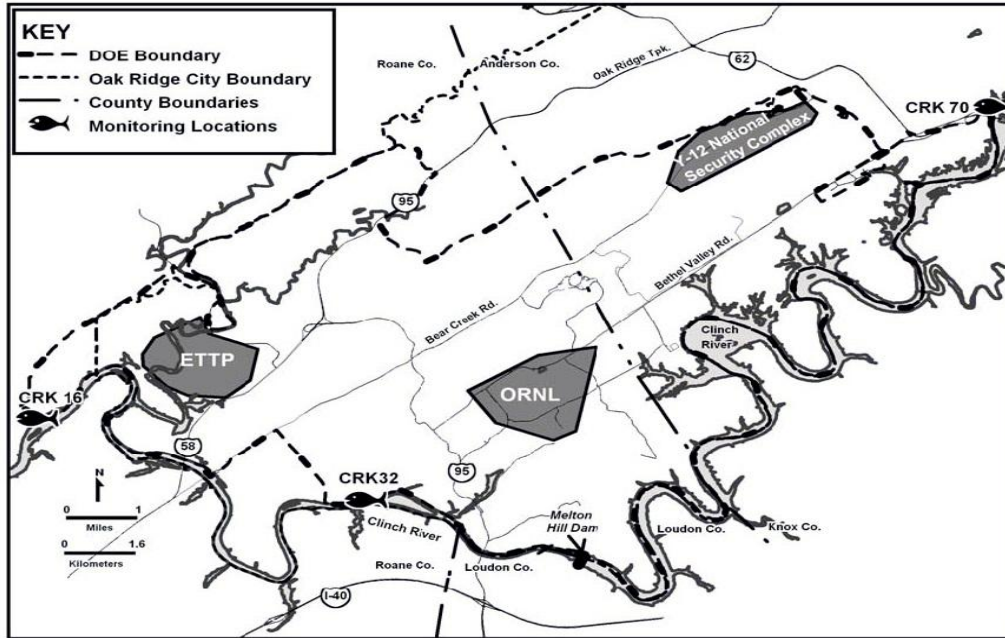 KEY
DOE Boundary
Oak Ridge City Boundary
County Boundaries
Monitoring Locations
Roane Co.
Anderson Co.
Oak Ridge Tpk.
62
CRK 70
Y-12 National
Security Complex
95
Bear Creek Rd.
Bethel Valley Rd.
Clinch
River
ETTP
ORNL
CRK 16
58
N
0 1
Miles
0 1.6
Kilometers
CRK32
95
Clinch River
Melton
Hill Dam
Loudon Co.
Knox Co.
Roane Co.
Loudon Co.
I-40